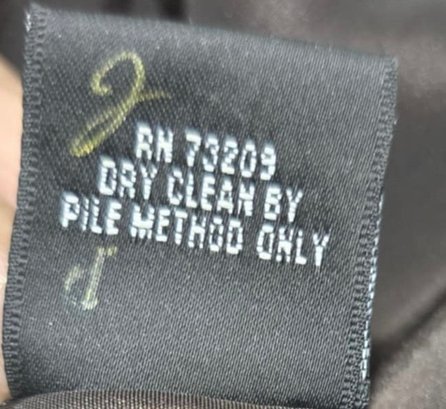 RN 73209
DRY CLEAN BY
PILE METHOD ONLY